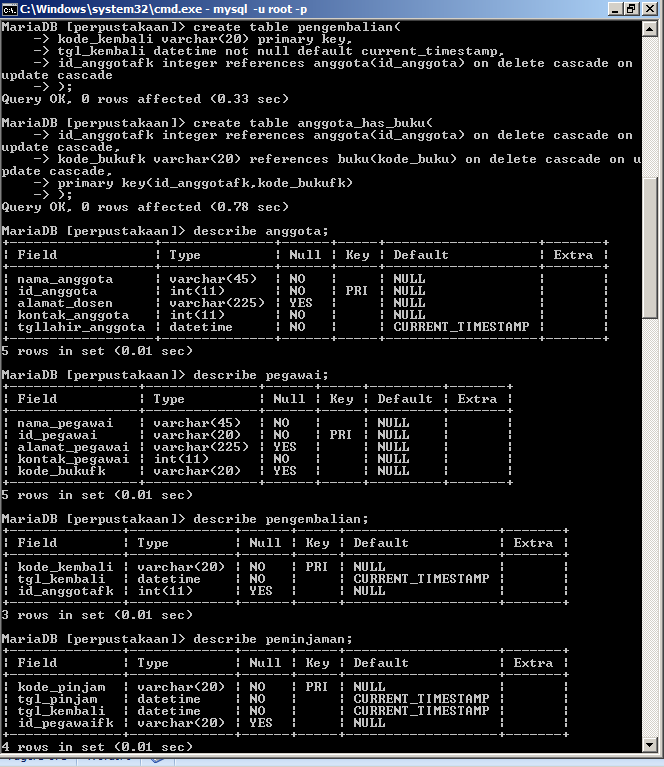 C:\Windows\system32\cmd.exe - mysql -u root -p
MariaDB [perpustakaan]> create table pengembalian(
    -> kode_kembali varchar(20) primary key,
    -> tgl_kembali datetime not null default current_timestamp,
    -> id_anggotafk integer references anggota(id_anggota) on delete cascade on
update cascade
    -> );
Query OK, 0 rows affected (0.33 sec)
MariaDB [perpustakaan]> create table anggota_has_buku(
    -> id_anggotafk integer references anggota(id_anggota) on delete cascade on
update cascade,
    -> kode_bukufk varchar(20) references buku(kode_buku) on delete cascade on u
pdate cascade,
    -> primary key(id_anggotafk,kode_bukufk)
    -> );
Query OK, 0 rows affected (0.78 sec)
MariaDB [perpustakaan]> describe anggota;
+------------------+--------------+------+-----+-------------------+-------+
| Field            | Type         | Null | Key | Default           | Extra |
+------------------+--------------+------+-----+-------------------+-------+
| nama_anggota     | varchar(45)  | NO   |     | NULL              |       |
| id_anggota       | int(11)      | NO   | PRI | NULL              |       |
| alamat_dosen     | varchar(225) | YES  |     | NULL              |       |
| kontak_anggota   | int(11)      | NO   |     | NULL              |       |
| tgllahir_anggota | datetime     | NO   |     | CURRENT_TIMESTAMP |       |
+------------------+--------------+------+-----+-------------------+-------+
5 rows in set (0.01 sec)
MariaDB [perpustakaan]> describe pegawai;
+----------------+--------------+------+-----+---------+-------+
| Field          | Type         | Null | Key | Default | Extra |
+----------------+--------------+------+-----+---------+-------+
| nama_pegawai   | varchar(45)  | NO   |     | NULL    |       |
| id_pegawai     | varchar(20)  | NO   | PRI | NULL    |       |
| alamat_pegawai | varchar(225) | YES  |     | NULL    |       |
| kontak_pegawai | int(11)      | NO   |     | NULL    |       |
| kode_bukufk    | varchar(20)  | YES  |     | NULL    |       |
+----------------+--------------+------+-----+---------+-------+
5 rows in set (0.01 sec)
MariaDB [perpustakaan]> describe pengembalian;
+--------------+-------------+------+-----+-------------------+-------+
| Field        | Type        | Null | Key | Default           | Extra |
+--------------+-------------+------+-----+-------------------+-------+
| kode_kembali | varchar(20) | NO   | PRI | NULL              |       |
| tgl_kembali  | datetime    | NO   |     | CURRENT_TIMESTAMP |       |
| id_anggotafk | int(11)     | YES  |     | NULL              |       |
+--------------+-------------+------+-----+-------------------+-------+
3 rows in set (0.01 sec)
MariaDB [perpustakaan]> describe peminjaman;
+--------------+-------------+------+-----+-------------------+-------+
| Field        | Type        | Null | Key | Default           | Extra |
+--------------+-------------+------+-----+-------------------+-------+
| kode_pinjam  | varchar(20) | NO   | PRI | NULL              |       |
| tgl_pinjam   | datetime    | NO   |     | CURRENT_TIMESTAMP |       |
| tgl_kembali  | datetime    | NO   |     | CURRENT_TIMESTAMP |       |
| id_pegawaifk | varchar(20) | YES  |     | NULL              |       |
+--------------+-------------+------+-----+-------------------+-------+
4 rows in set (0.01 sec)